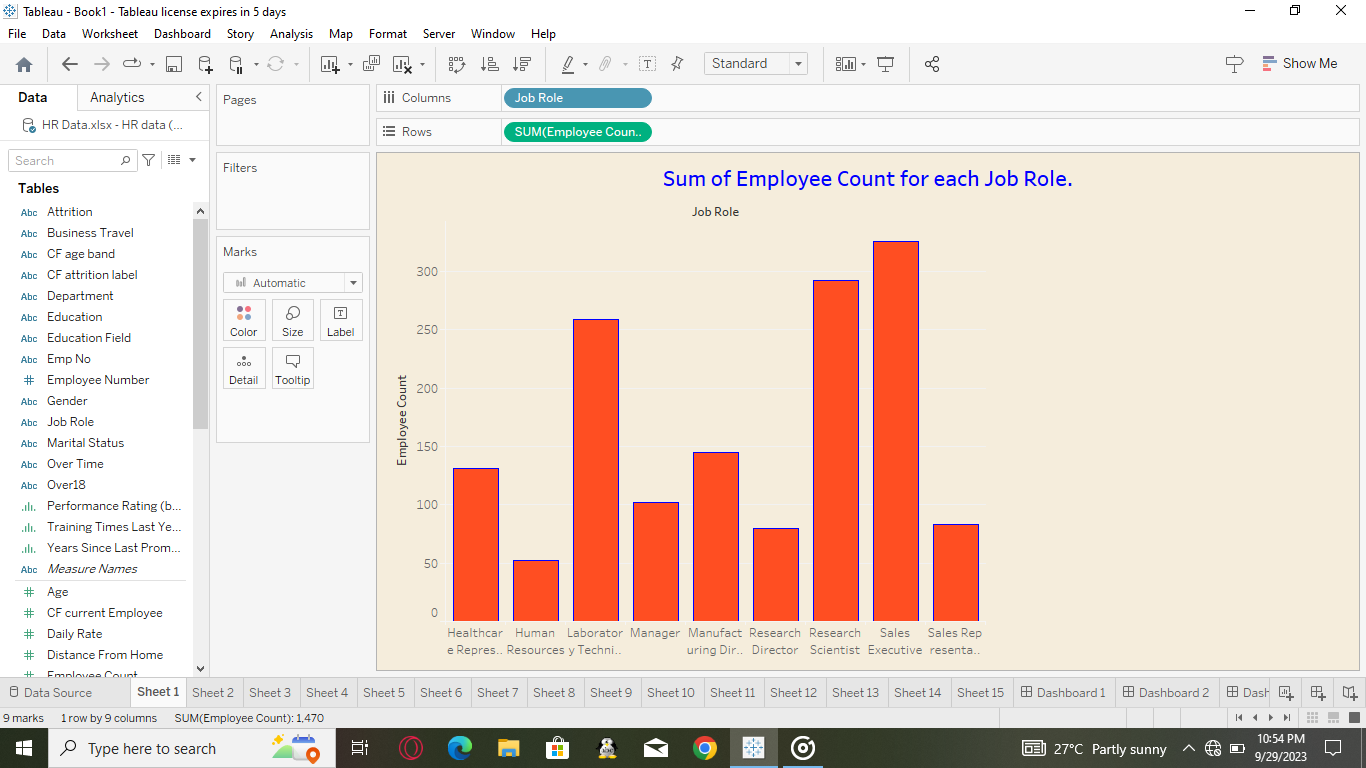 Tableau - Book1 - Tableau license expires in 5 days
File Data Worksheet Dashboard Story Analysis Map Format Server Window Help
Standard
Show Me
Data Analytics
HR Data.xlsx - HR data (...
Search
Tables
Abc Attrition
Abc Business Travel
Abc CF age band
Abc CF attrition label
Abc Department
Abc Education
Abc Education Field
Abc Emp No
# Employee Number
Abc Gender
Abc Job Role
Abc Marital Status
Abc Over Time
Abc Over18
Performance Rating (b...
Training Times Last Ye...
Years Since Last Prom...
Abc Measure Names
# Age
# CF current Employee
# Daily Rate
# Distance From Home
Employee Count
Pages
Filters
Marks
Automatic
Color Size Label
Detail Tooltip
Columns Job Role
Rows SUM(Employee Coun..
Sum of Employee Count for each Job Role.
Job Role
Employee Count
300
250
200
150
100
50
0
Healthcar Human Laborator Manager Manufact Research Research Sales Sales Rep
e Repres.. Resources y Techni.. uring Dir.. Director Scientist Executive resenta..
Data Source Sheet 1 Sheet 2 Sheet 3 Sheet 4 Sheet 5 Sheet 6 Sheet 7 Sheet 8 Sheet 9 Sheet 10 Sheet 11 Sheet 12 Sheet 13 Sheet 14 Sheet 15 Dashboard 1 Dashboard 2 Dash
9 marks 1 row by 9 columns SUM(Employee Count): 1,470
Type here to search
27°C Partly sunny
10:54 PM
9/29/2023